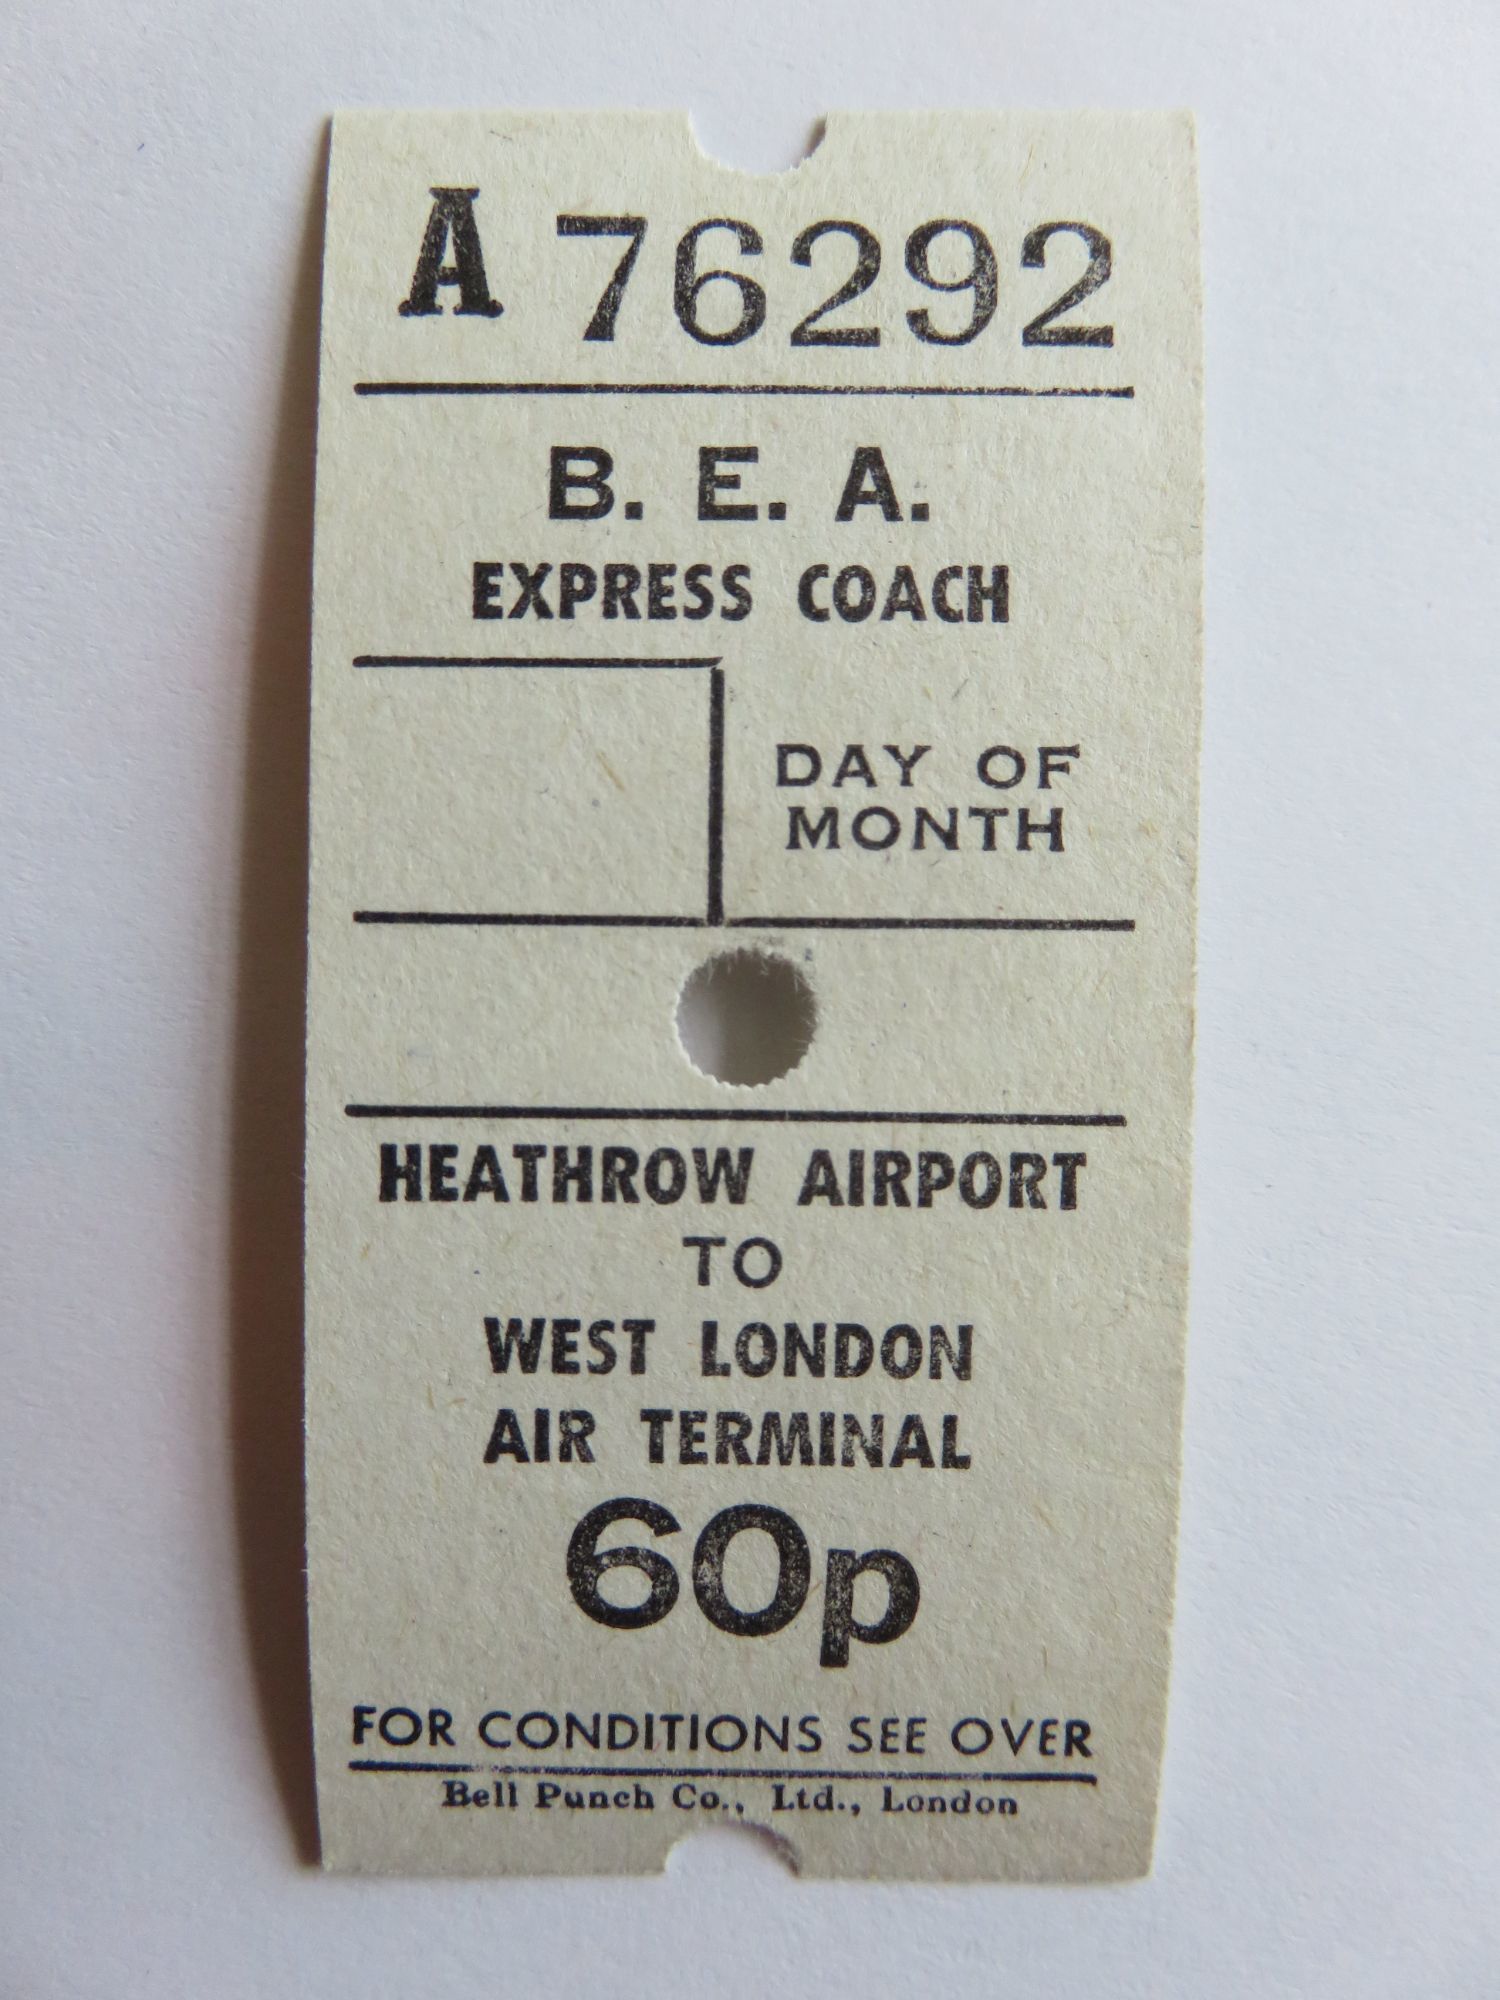 A 76292
B. E. A.
EXPRESS COACH
DAY OF
MONTH
HEATHROW AIRPORT
TO
WEST LONDON
AIR TERMINAL
60p
FOR CONDITIONS SEE OVER
Bell Punch Co., Ltd., London